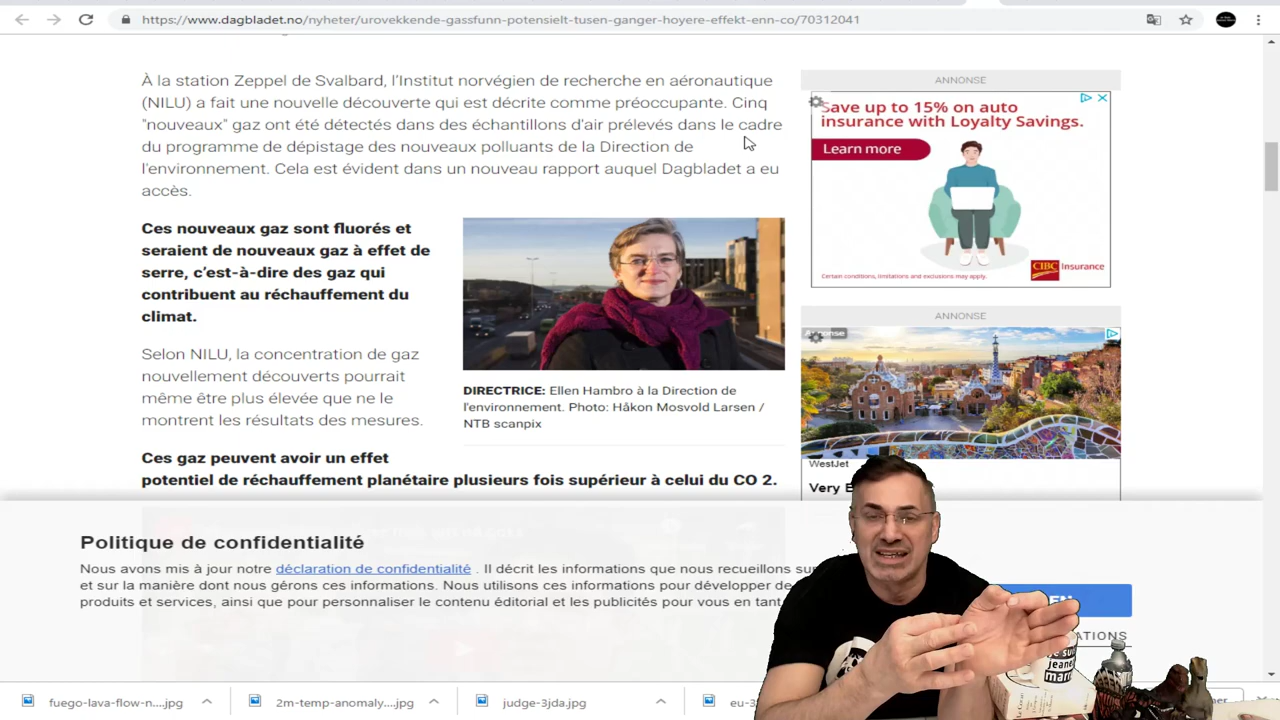 https://www.dagbladet.no/nyheter/urovekkende-gassfunn-potensielt-tusen-ganger-hoyere-effekt-enn-co/70312041
À la station Zeppel de Svalbard, l'Institut norvégien de recherche en aéronautique
(NILU) a fait une nouvelle découverte qui est décrite comme préoccupante. Cinq
"nouveaux" gaz ont été détectés dans des échantillons d'air prélevés dans le cadre
du programme de dépistage des nouveaux polluants de la Direction de
l'environnement. Cela est évident dans un nouveau rapport auquel Dagbladet a eu
accès.
Ces nouveaux gaz sont fluorés et
seraient de nouveaux gaz à effet de
serre, c'est-à-dire des gaz qui
contribuent au réchauffement du
climat.
Selon NILU, la concentration de gaz
nouvellement découverts pourrait
même être plus élevée que ne le
montrent les résultats des mesures.
DIRECTRICE: Ellen Hambro à la Direction de
l'environnement. Photo: Håkon Mosvold Larsen /
NTB scanpix
Ces gaz peuvent avoir un effet
potentiel de réchauffement planétaire plusieurs fois supérieur à celui du CO 2.
ANNONSE
Save up to 15% on auto
insurance with Loyalty Savings.
Learn more
Certain conditions, limitations and exclusions may apply.
CIBC Insurance
ANNONSE
Annonse
WestJet
Very
Politique de confidentialité
Nous avons mis à jour notre déclaration de confidentialité . Il décrit les informations que nous recueillons
et sur la manière dont nous gérons ces informations. Nous utilisons ces informations pour développer de
produits et services, ainsi que pour personnaliser le contenu éditorial et les publicités pour vous en
je suis
jeane
marr
fuego-lava-flow-n....jpg
2m-temp-anomaly....jpg
judge-3jda.jpg